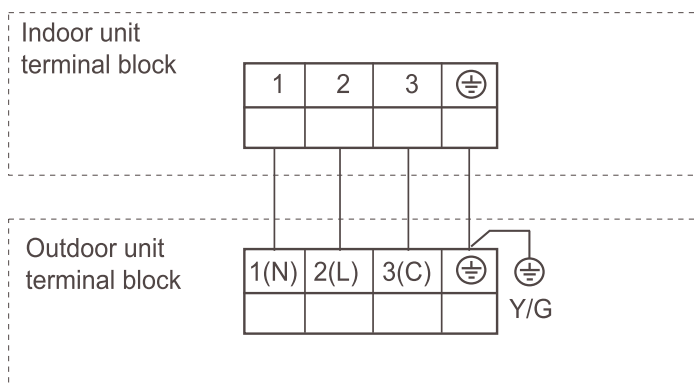 Indoor unit
terminal block
1 2 3
Outdoor unit
terminal block
1(N) 2(L) 3(C)
Y/G